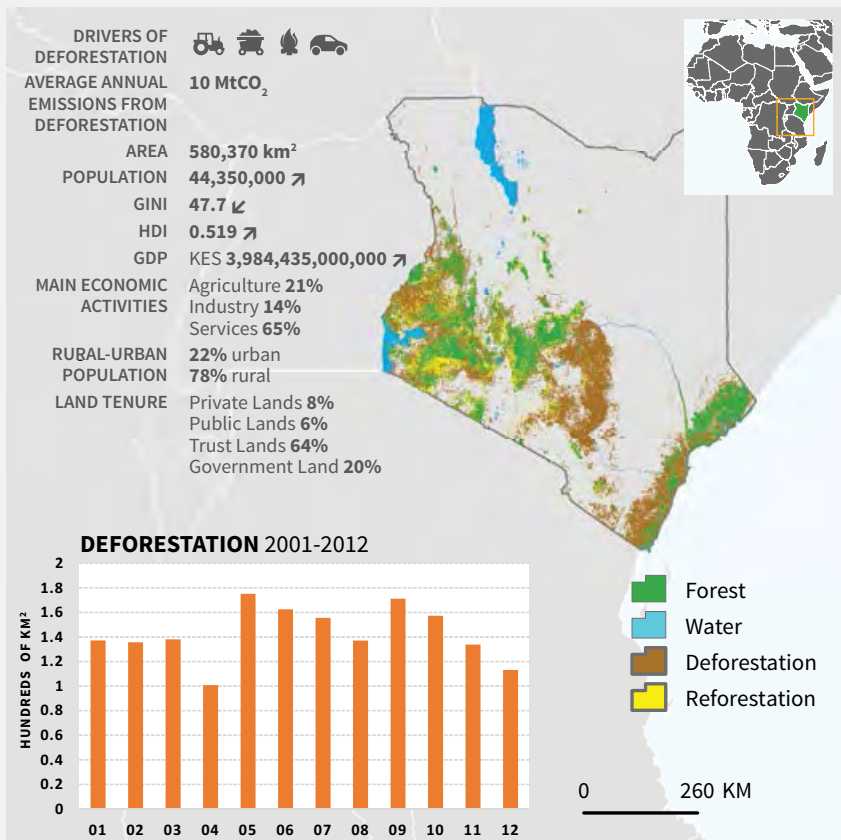 DRIVERS OF
DEFORESTATION
AVERAGE ANNUAL 10 MtCO₂
EMISSIONS FROM
DEFORESTATION
AREA 580,370 km²
POPULATION 44,350,000 ↗
GINI 47.7 ↙
HDI 0.519 ↗
GDP KES 3,984,435,000,000 ↗
MAIN ECONOMIC Agriculture 21%
ACTIVITIES Industry 14%
Services 65%
RURAL-URBAN 22% urban
POPULATION 78% rural
LAND TENURE Private Lands 8%
Public Lands 6%
Trust Lands 64%
Government Land 20%
DEFORESTATION 2001-2012
HUNDREDS OF KM²
2
1.8
1.6
1.4
1.2
1
0.8
0.6
0.4
0.2
0
01 02 03 04 05 06 07 08 09 10 11 12
Forest
Water
Deforestation
Reforestation
0 260 KM